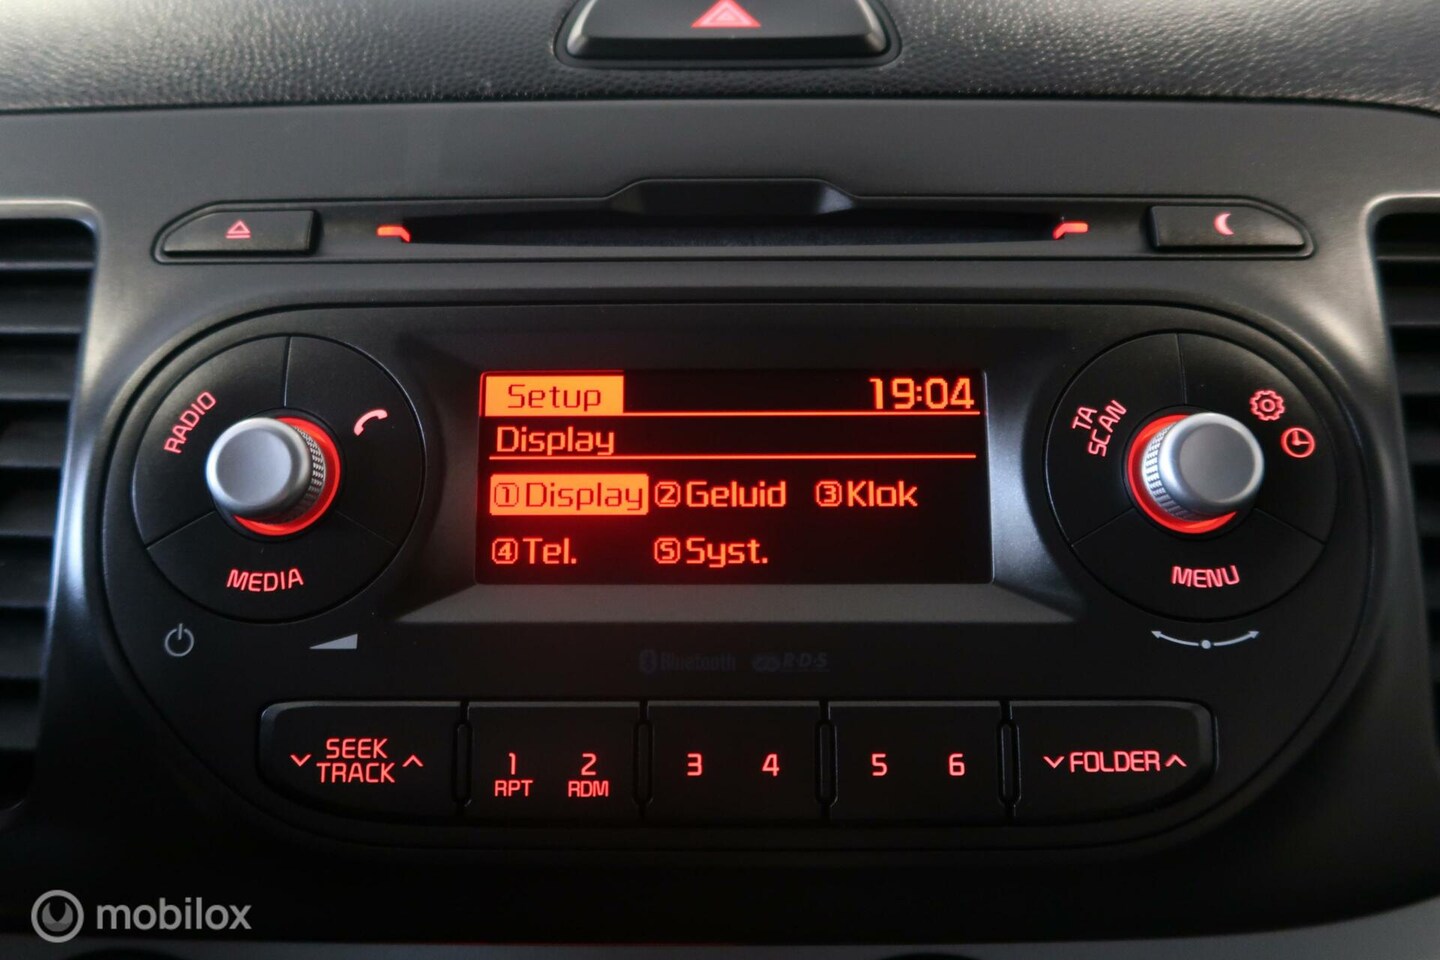 Setup 19:04
Display
①Display ②Geluid ③Klok
④Tel. ⑤Syst.
RADIO
MEDIA
TA
SCAN
MENU
Bluetooth R·D·S
SEEK
TRACK
1
RPT
2
RDM
3
4
5
6
FOLDER
mobilox